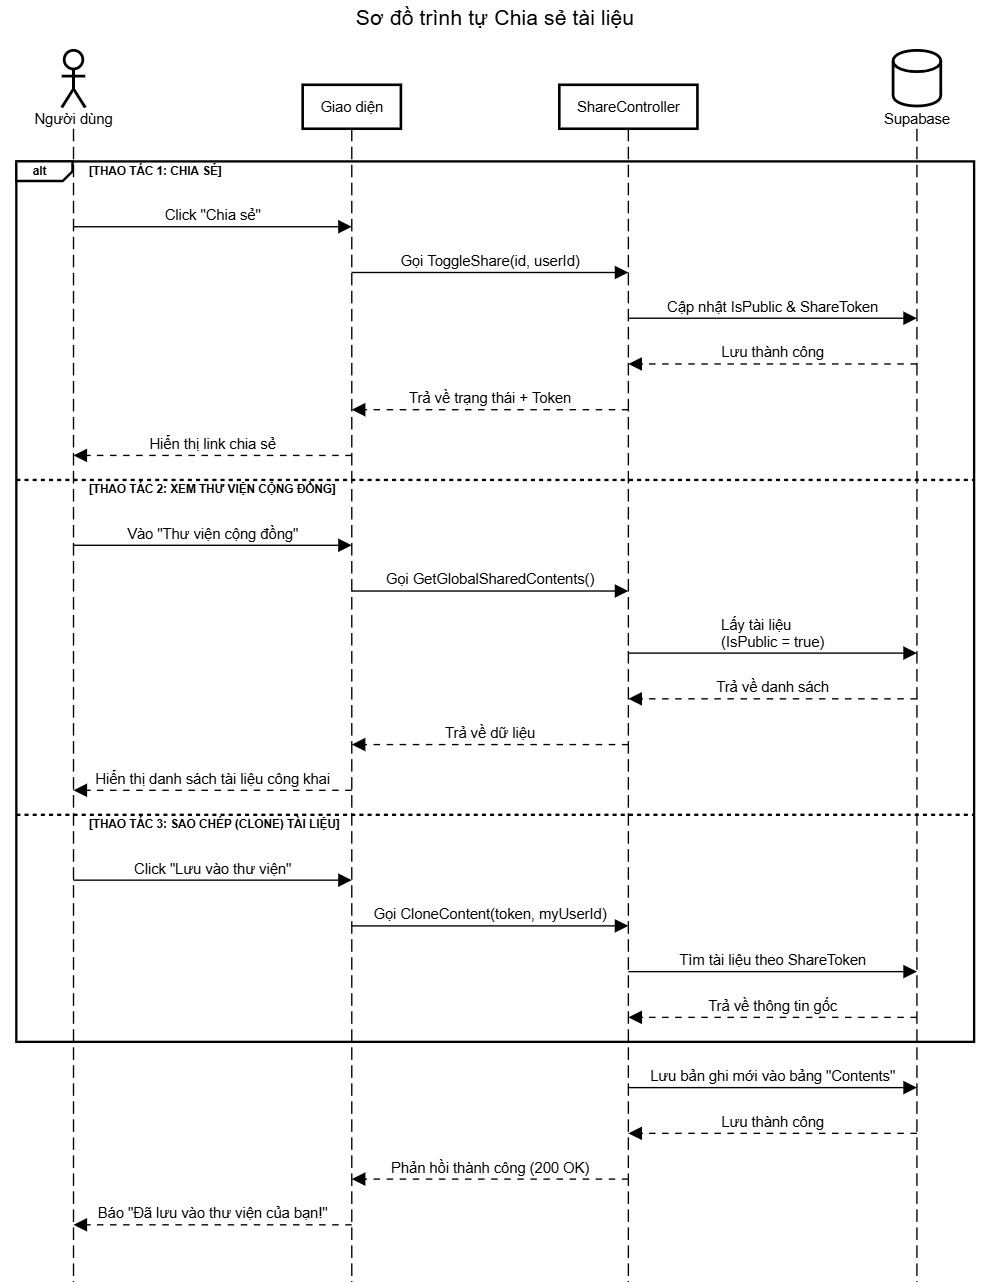 Sơ đồ trình tự Chia sẻ tài liệu
Người dùng
Giao diện
ShareController
Supabase
alt
[THAO TÁC 1: CHIA SẺ]
Click "Chia sẻ"
Gọi ToggleShare(id, userId)
Cập nhật IsPublic & ShareToken
Lưu thành công
Trả về trạng thái + Token
Hiển thị link chia sẻ
[THAO TÁC 2: XEM THƯ VIỆN CỘNG ĐỒNG]
Vào "Thư viện cộng đồng"
Gọi GetGlobalSharedContents()
Lấy tài liệu
(IsPublic = true)
Trả về danh sách
Trả về dữ liệu
Hiển thị danh sách tài liệu công khai
[THAO TÁC 3: SAO CHÉP (CLONE) TÀI LIỆU]
Click "Lưu vào thư viện"
Gọi CloneContent(token, myUserId)
Tìm tài liệu theo ShareToken
Trả về thông tin gốc
Lưu bản ghi mới vào bảng "Contents"
Lưu thành công
Phản hồi thành công (200 OK)
Báo "Đã lưu vào thư viện của bạn!"